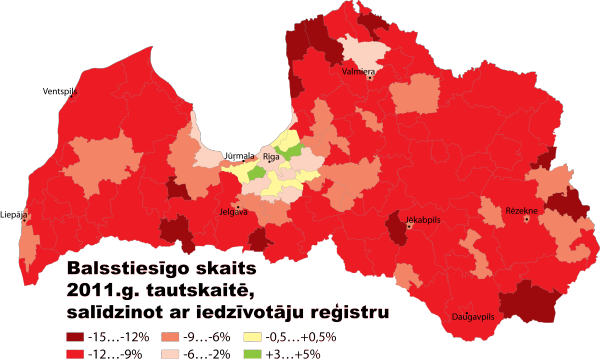 Valmiera
Ventspils
Jūrmala
Rīga
Liepāja
Jelgava
Rēzekne
Jēkabpils
Balsstiesīgo skaits
2011.g. tautskaitē,
salīdzinot ar iedzīvotāju reģistru
Daugavpils
-15...-12% -9...-6% -0,5...+0,5%
-12...-9% -6...-2% +3...+5%